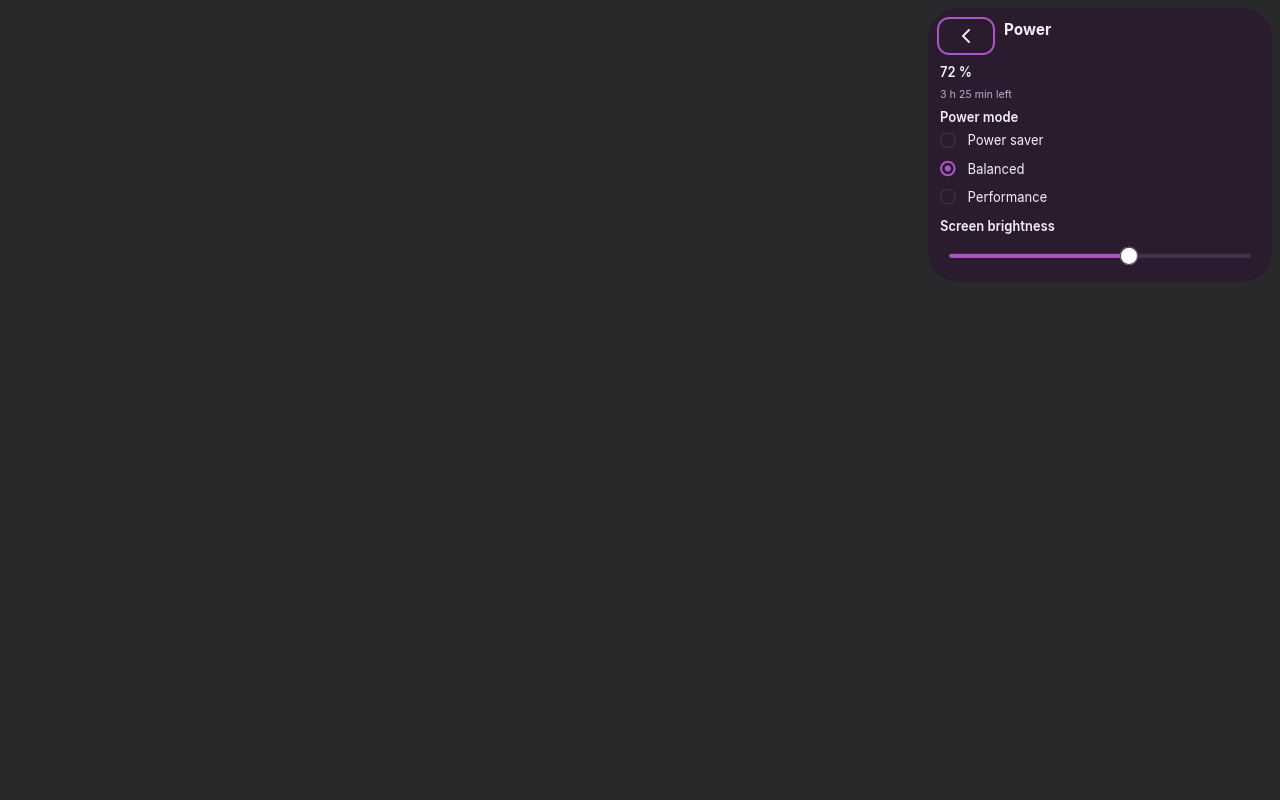 Power
72 %
3 h 25 min left
Power mode
Power saver
Balanced
Performance
Screen brightness